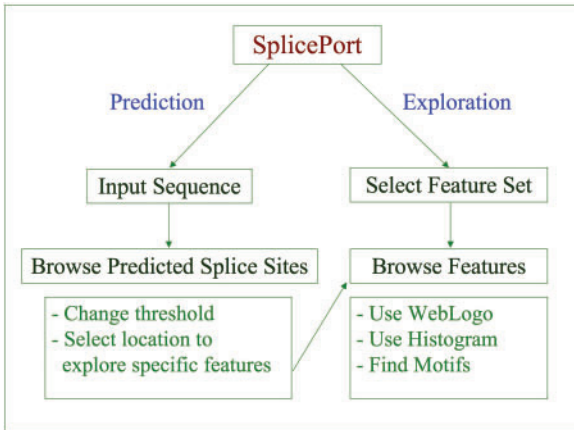 SplicePort
Prediction
Exploration
Input Sequence
Select Feature Set
Browse Predicted Splice Sites
Browse Features
- Change threshold
- Select location to
explore specific features
- Use WebLogo
- Use Histogram
- Find Motifs